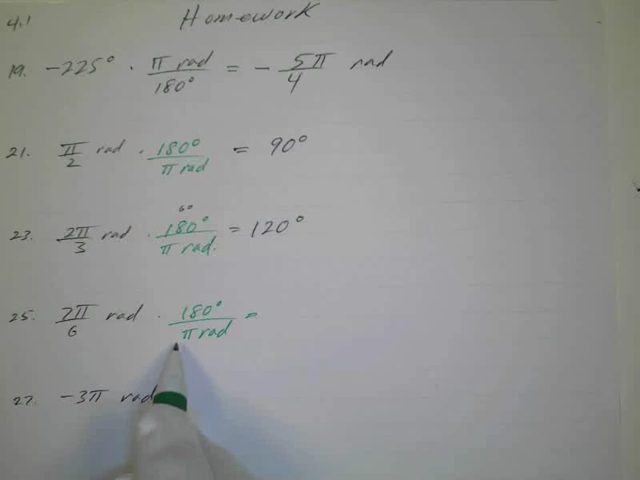 4.1 Homework
19. -225° · π rad / 180° = - 5π / 4 rad
21. π / 2 rad · 180° / π rad = 90°
23. 2π / 3 rad · 60° 180° / π rad. = 120°
25. 7π / 6 rad · 180° / π rad =
27. -3π rad